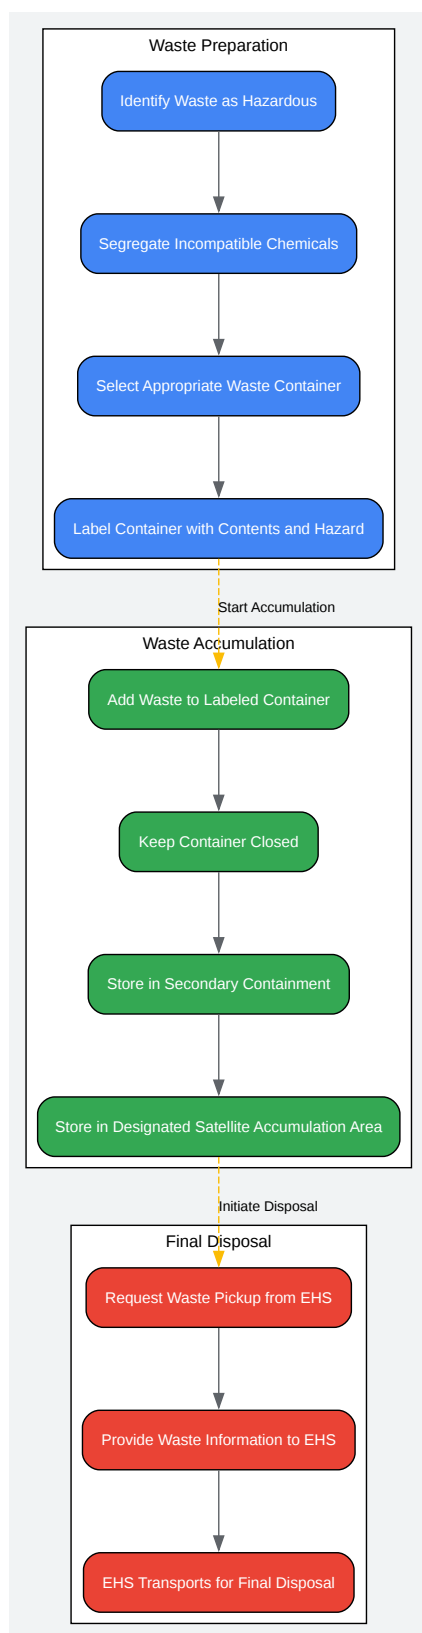 Waste Preparation
Identify Waste as Hazardous
Segregate Incompatible Chemicals
Select Appropriate Waste Container
Label Container with Contents and Hazard
Start Accumulation
Waste Accumulation
Add Waste to Labeled Container
Keep Container Closed
Store in Secondary Containment
Store in Designated Satellite Accumulation Area
Initiate Disposal
Final Disposal
Request Waste Pickup from EHS
Provide Waste Information to EHS
EHS Transports for Final Disposal